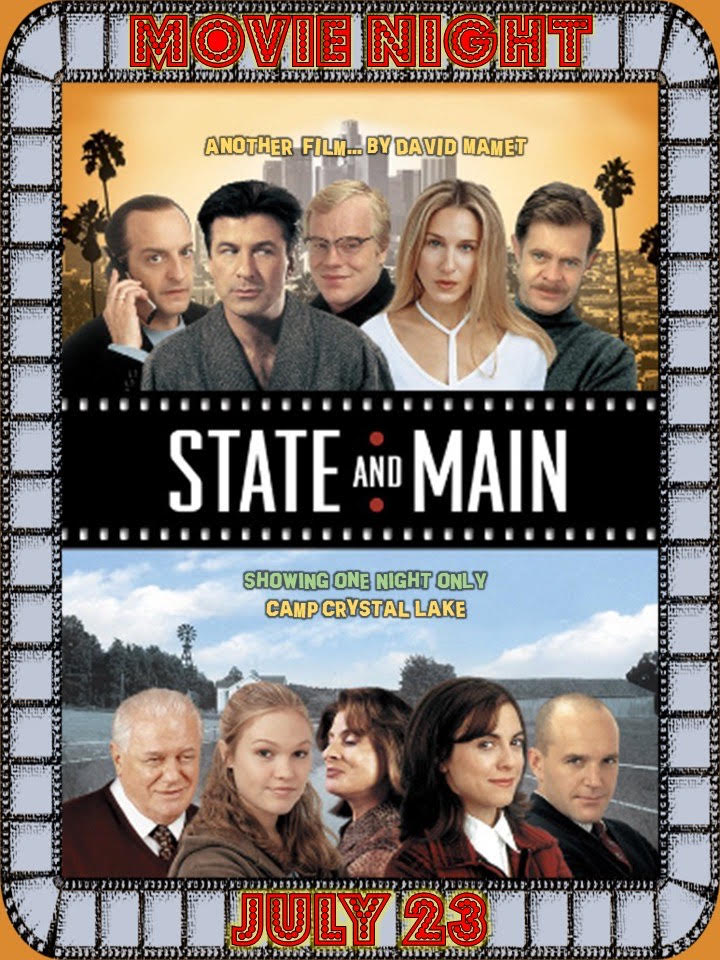 MOVIE NIGHT
ANOTHER FILM... BY DAVID MAMET
STATE AND MAIN
SHOWING ONE NIGHT ONLY
CAMP CRYSTAL LAKE
JULY 23